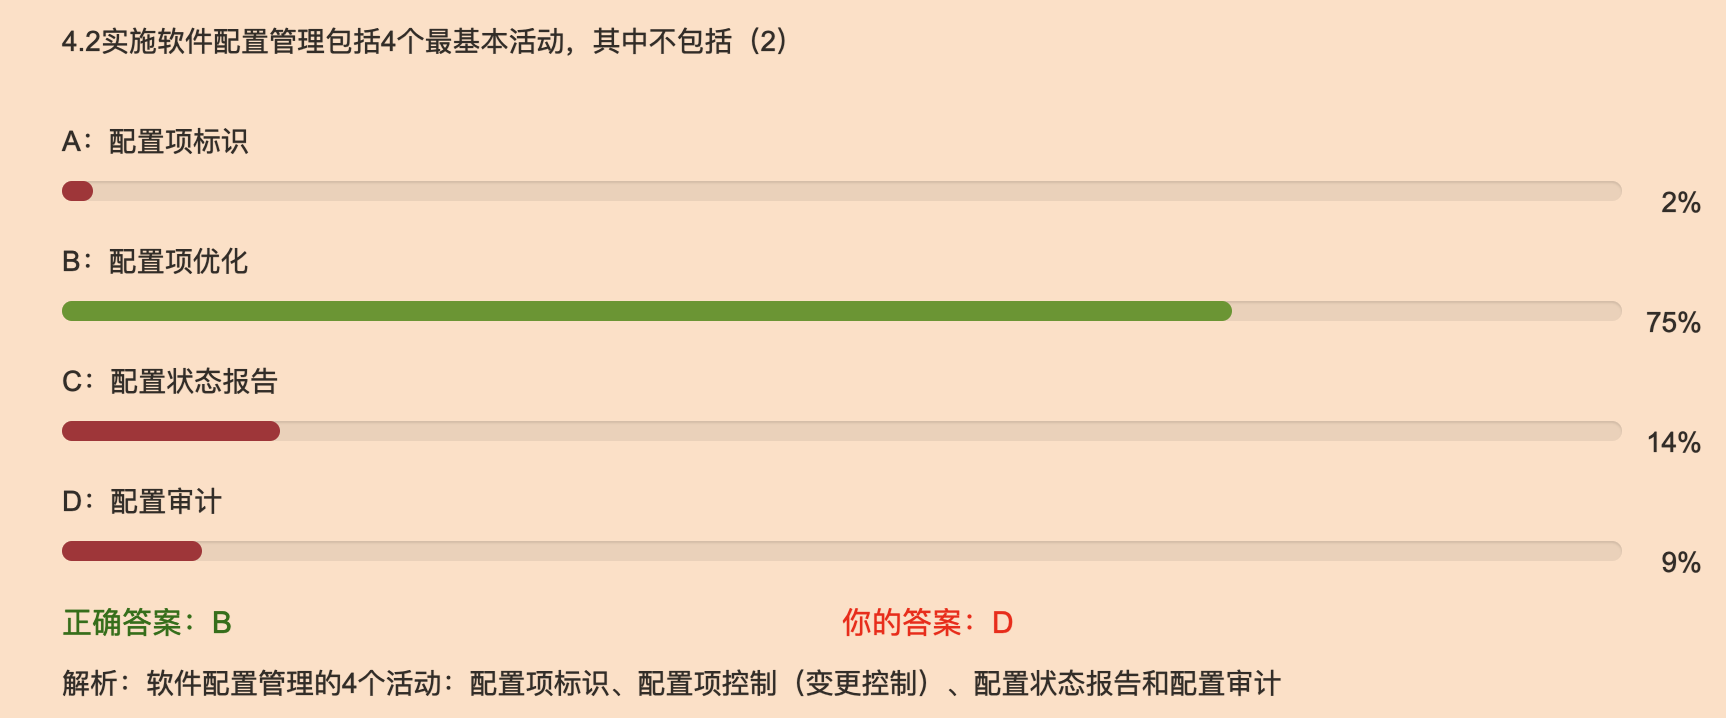 4.2实施软件配置管理包括4个最基本活动，其中不包括（2）
A：配置项标识
2%
B：配置项优化
75%
C：配置状态报告
14%
D：配置审计
9%
正确答案：B
你的答案：D
解析：软件配置管理的4个活动：配置项标识、配置项控制（变更控制）、配置状态报告和配置审计